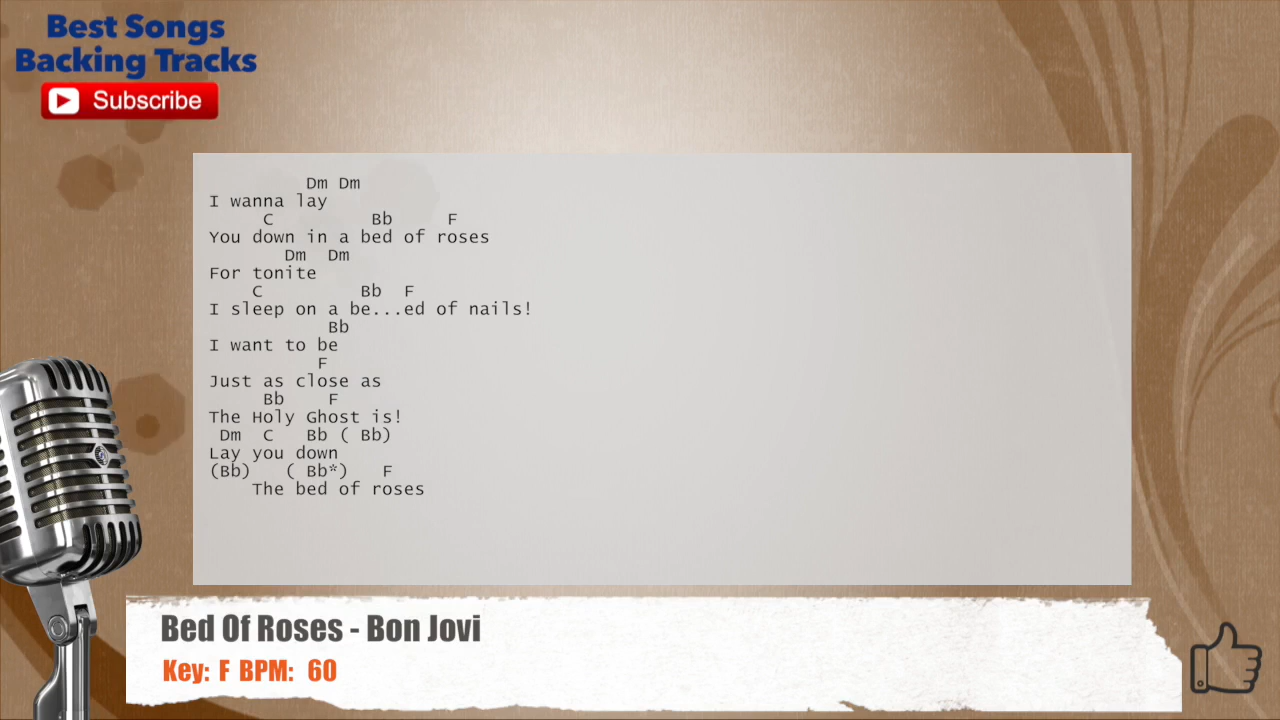 Best Songs
Backing Tracks
Subscribe
Dm Dm
I wanna lay
C Bb F
You down in a bed of roses
Dm Dm
For tonite
C Bb F
I sleep on a be...ed of nails!
Bb
I want to be
F
Just as close as
Bb F
The Holy Ghost is!
Dm C Bb ( Bb)
Lay you down
(Bb) ( Bb*) F
The bed of roses
Bed Of Roses - Bon Jovi
Key: F BPM: 60